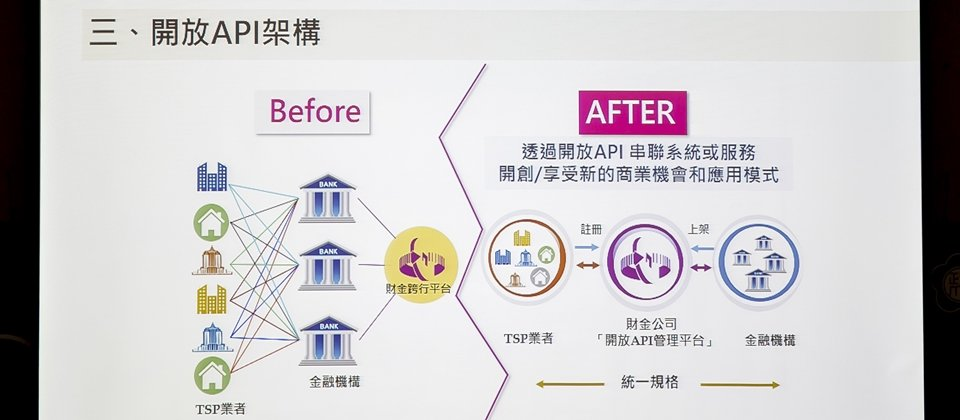 三、開放API架構
Before
BANK
BANK
BANK
財金跨行平台
金融機構
TSP業者
AFTER
透過開放API 串聯系統或服務
開創/享受新的商業機會和應用模式
註冊
上架
TSP業者
財金公司
「開放API管理平台」
金融機構
統一規格